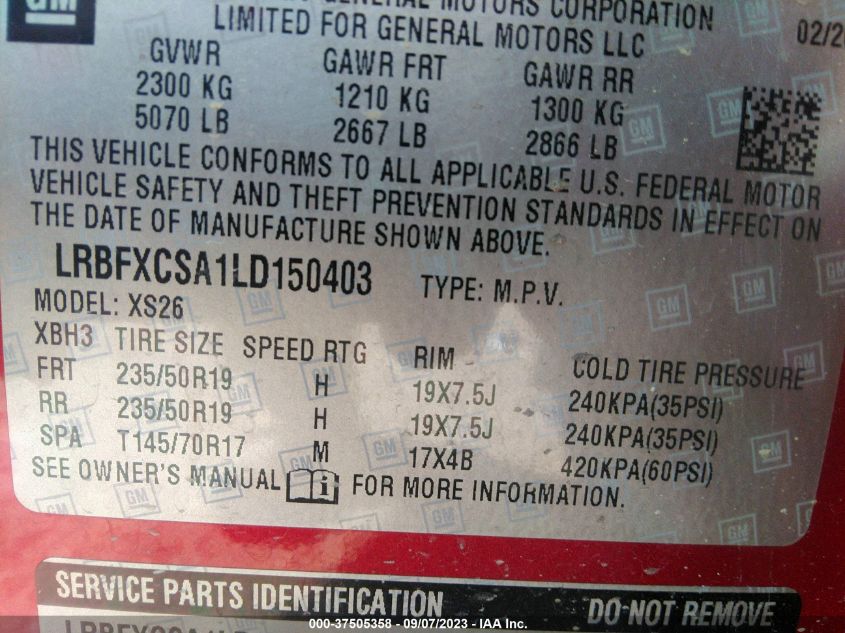 GM GENERAL MOTORS CORPORATION
LIMITED FOR GENERAL MOTORS LLC
GVWR GAWR FRT GAWR RR
2300 KG 1210 KG 1300 KG
5070 LB 2667 LB 2866 LB
THIS VEHICLE CONFORMS TO ALL APPLICABLE U.S. FEDERAL MOTOR
VEHICLE SAFETY AND THEFT PREVENTION STANDARDS IN EFFECT ON
THE DATE OF MANUFACTURE SHOWN ABOVE.
LRBFXCSA1LD150403 TYPE: M.P.V.
MODEL: XS26
XBH3 TIRE SIZE SPEED RTG RIM COLD TIRE PRESSURE
FRT 235/50R19 H 19X7.5J 240KPA(35PSI)
RR 235/50R19 H 19X7.5J 240KPA(35PSI)
SPA T145/70R17 M 17X4B 420KPA(60PSI)
SEE OWNER'S MANUAL FOR MORE INFORMATION.
SERVICE PARTS IDENTIFICATION DO NOT REMOVE
000-37505358 - 09/07/2023 - IAA Inc.